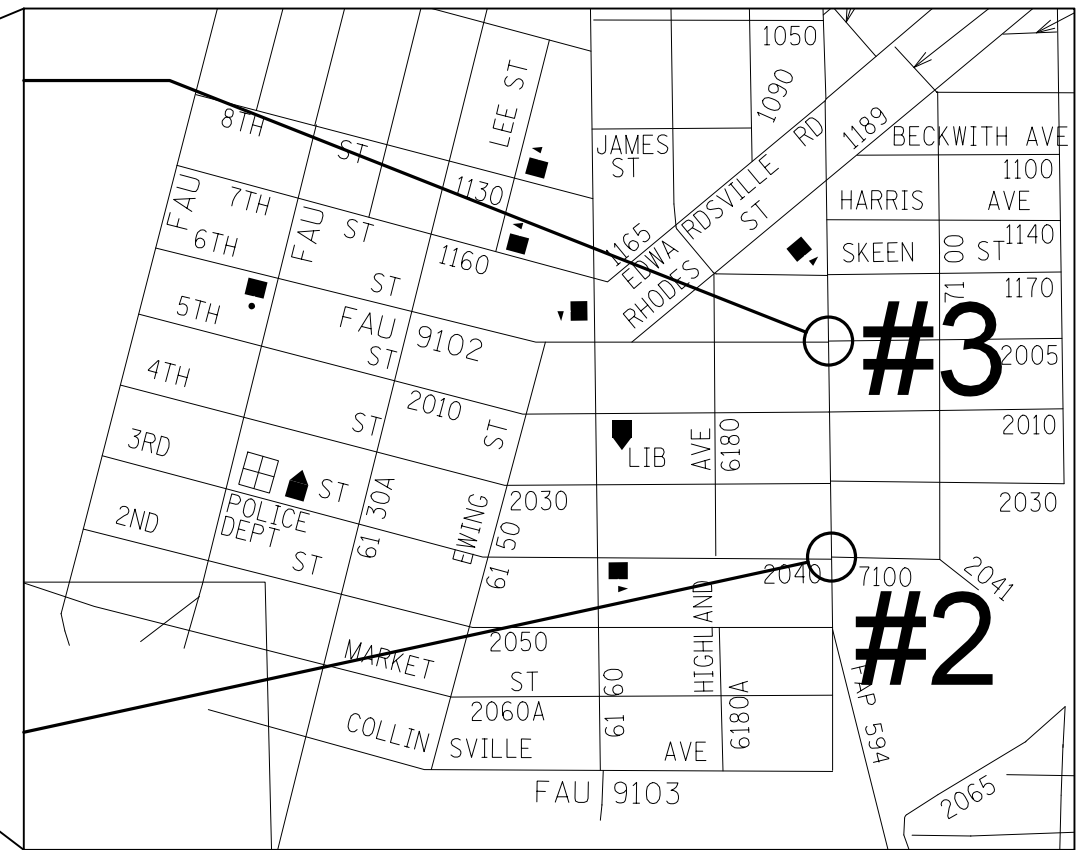 1050
LEE ST
1090
8TH
ST
JAMES
ST
RD
1189
BECKWITH AVE
1100
1130
FAU
7TH
ST
FAU
EDWA RDSVILLE
ST
HARRIS
AVE
6TH
1160
ST
1165
RHODES
SKEEN
71 00
ST
1140
1170
5TH
FAU
9102
ST
#3
2005
4TH
2010
ST
ST
AVE
6180
LIB
2010
3RD
ST
POLICE
DEPT
61 30A
EWING
2030
2030
2ND
ST
61 50
2040
7100
2041
HIGHLAND
#2
MARKET
2050
ST
61 60
6180A
FAP 594
COLLIN SVILLE
AVE
2060A
FAU 9103
2065